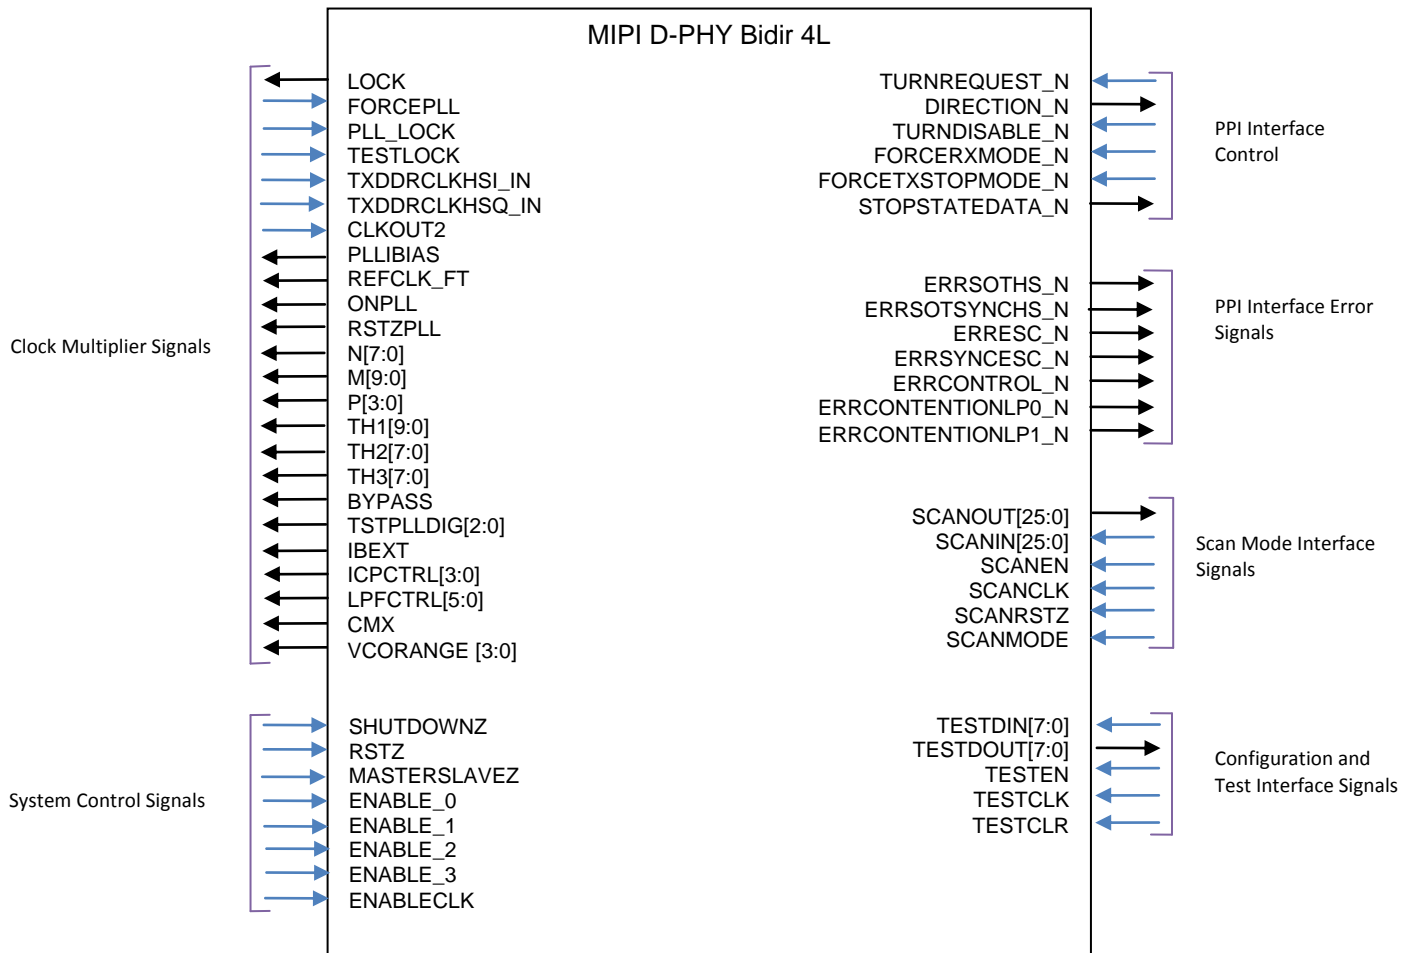 MIPI D-PHY Bidir 4L
Clock Multiplier Signals
LOCK
FORCEPLL
PLL_LOCK
TESTLOCK
TXDDRCLKHSI_IN
TXDDRCLKHSQ_IN
CLKOUT2
PLLIBIAS
REFCLK_FT
ONPLL
RSTZPLL
N[7:0]
M[9:0]
P[3:0]
TH1[9:0]
TH2[7:0]
TH3[7:0]
BYPASS
TSTPLLDIG[2:0]
IBEXT
ICPCTRL[3:0]
LPFCTRL[5:0]
CMX
VCORANGE [3:0]
System Control Signals
SHUTDOWNZ
RSTZ
MASTERSLAVEZ
ENABLE_0
ENABLE_1
ENABLE_2
ENABLE_3
ENABLECLK
TURNREQUEST_N
DIRECTION_N
TURNDISABLE_N
FORCERXMODE_N
FORCETXSTOPMODE_N
STOPSTATEDATA_N
PPI Interface
Control
ERRSOTHS_N
ERRSOTSYNCHS_N
ERRESC_N
ERRSYNCESC_N
ERRCONTROL_N
ERRCONTENTIONLP0_N
ERRCONTENTIONLP1_N
PPI Interface Error
Signals
SCANOUT[25:0]
SCANIN[25:0]
SCANEN
SCANCLK
SCANRSTZ
SCANMODE
Scan Mode Interface
Signals
TESTDIN[7:0]
TESTDOUT[7:0]
TESTEN
TESTCLK
TESTCLR
Configuration and
Test Interface Signals